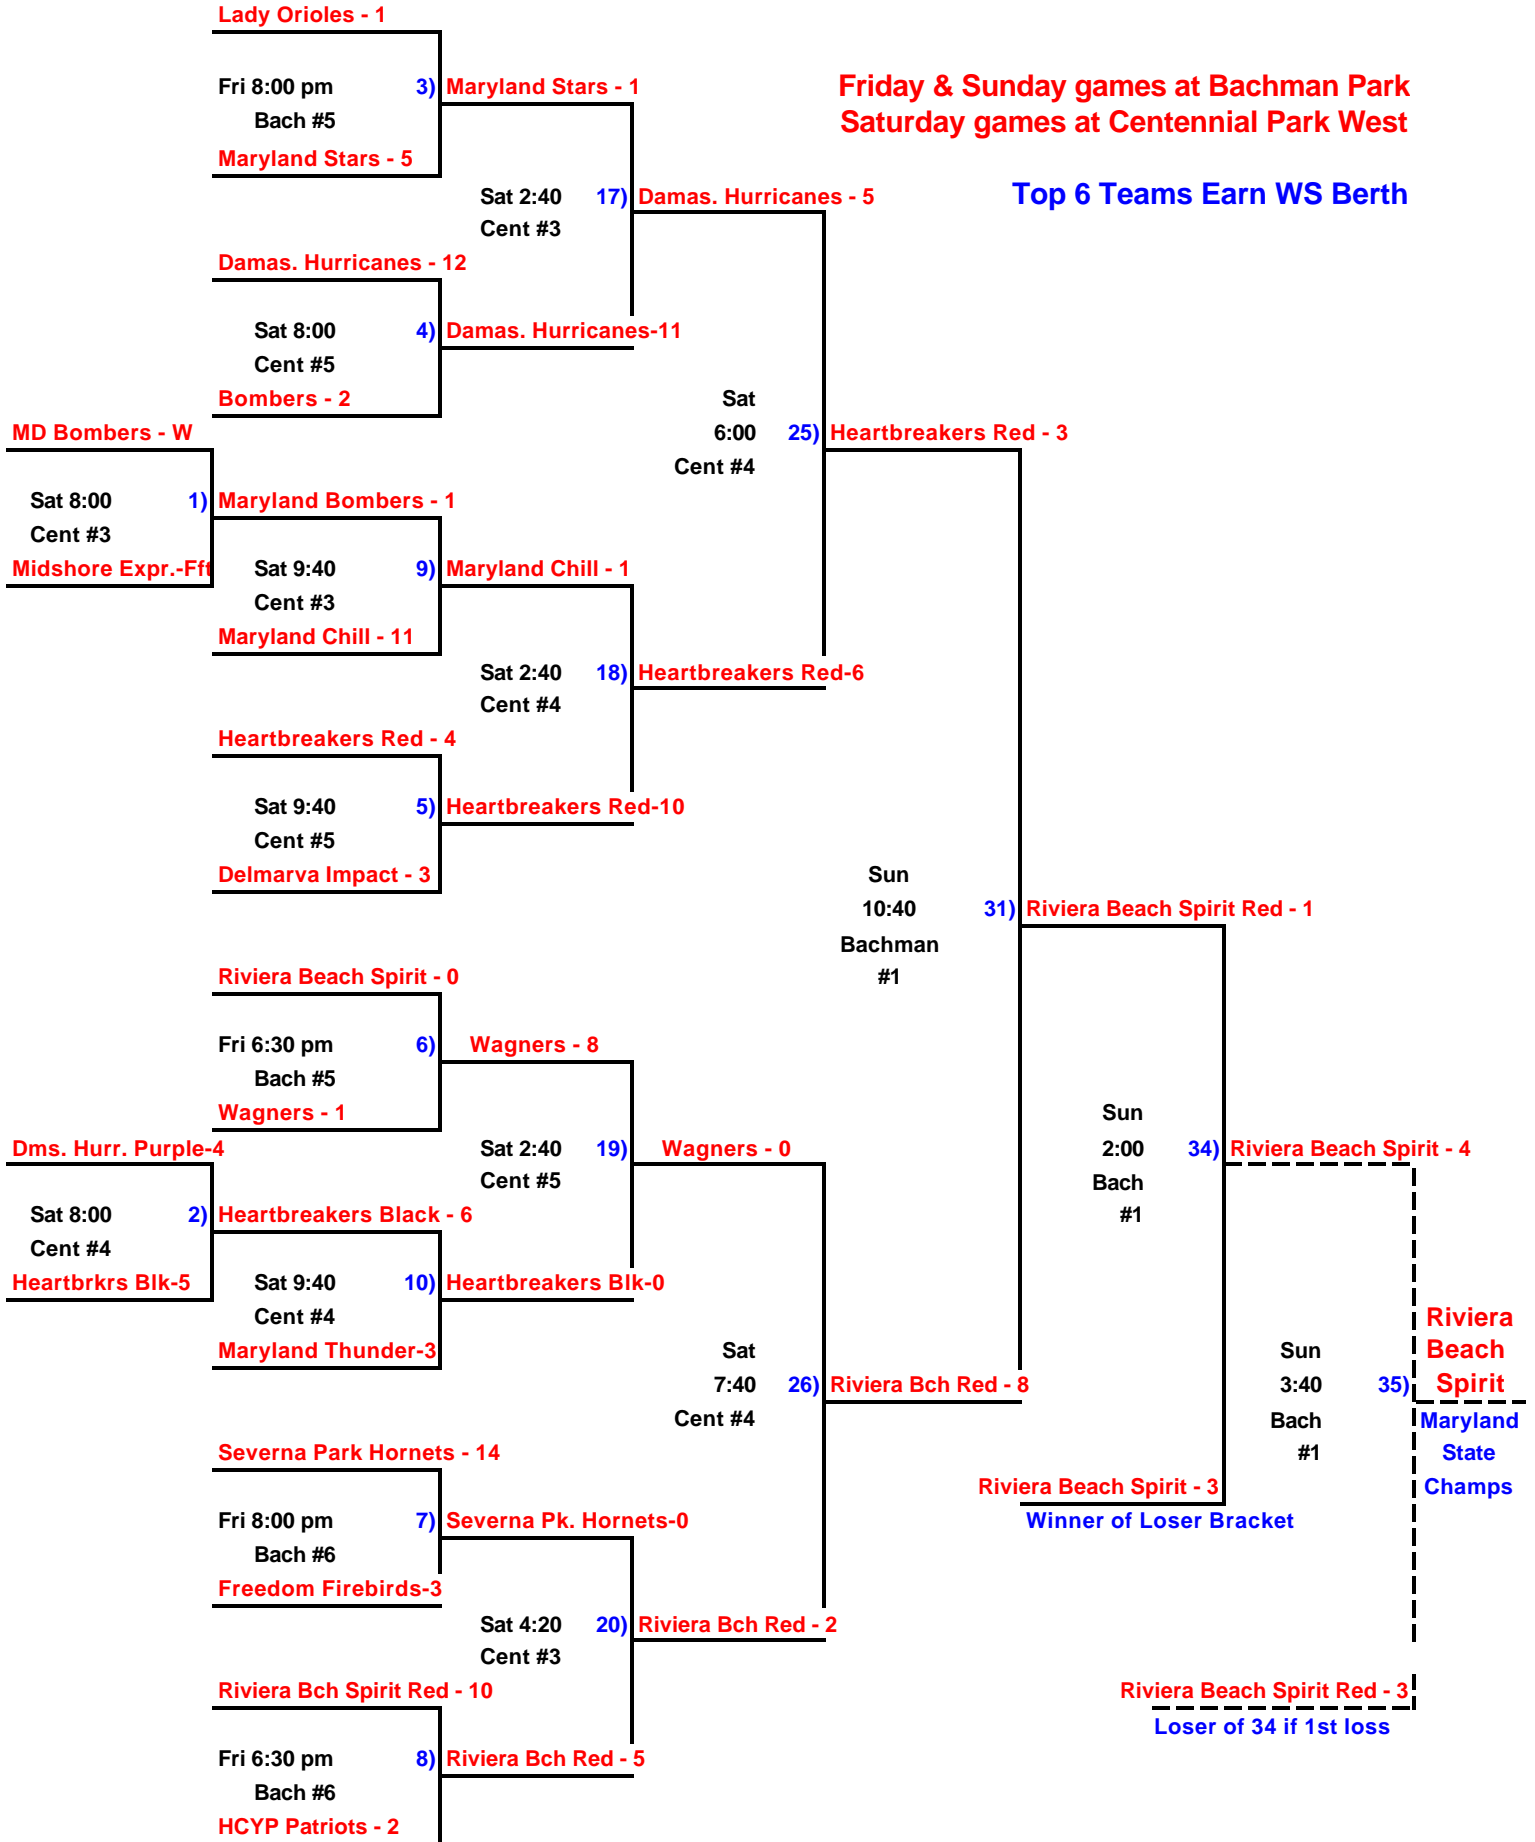 Lady Orioles - 1
Fri 8:00 pm 3) Maryland Stars - 1
Friday & Sunday games at Bachman Park
Bach #5
Saturday games at Centennial Park West
Maryland Stars - 5
Sat 2:40 17) Damas. Hurricanes - 5
Top 6 Teams Earn WS Berth
Cent #3
Damas. Hurricanes - 12
Sat 8:00 4) Damas. Hurricanes-11
Cent #5
Bombers - 2
Sat
MD Bombers - W
6:00 25) Heartbreakers Red - 3
Cent #4
Sat 8:00 1) Maryland Bombers - 1
Cent #3
Midshore Expr.-Fft
Sat 9:40 9) Maryland Chill - 1
Cent #3
Maryland Chill - 11
Sat 2:40 18) Heartbreakers Red-6
Cent #4
Heartbreakers Red - 4
Sat 9:40 5) Heartbreakers Red-10
Cent #5
Delmarva Impact - 3
Sun
10:40 31) Riviera Beach Spirit Red - 1
Bachman
#1
Riviera Beach Spirit - 0
Fri 6:30 pm 6) Wagners - 8
Bach #5
Wagners - 1
Sun
Dms. Hurr. Purple-4
Sat 2:40 19) Wagners - 0
2:00 34) Riviera Beach Spirit - 4
Cent #5
Bach
#1
Sat 8:00 2) Heartbreakers Black - 6
Cent #4
Heartbrkrs Blk-5
Sat 9:40 10) Heartbreakers Blk-0
Cent #4
Maryland Thunder-3
Riviera
Beach
Spirit
Sat
7:40 26) Riviera Bch Red - 8
Cent #4
Sun
3:40 35)
Bach
#1
Maryland
State
Champs
Severna Park Hornets - 14
Riviera Beach Spirit - 3
Winner of Loser Bracket
Fri 8:00 pm 7) Severna Pk. Hornets-0
Bach #6
Freedom Firebirds-3
Sat 4:20 20) Riviera Bch Red - 2
Cent #3
Riviera Bch Spirit Red - 10
Riviera Beach Spirit Red - 3
Loser of 34 if 1st loss
Fri 6:30 pm 8) Riviera Bch Red - 5
Bach #6
HCYP Patriots - 2